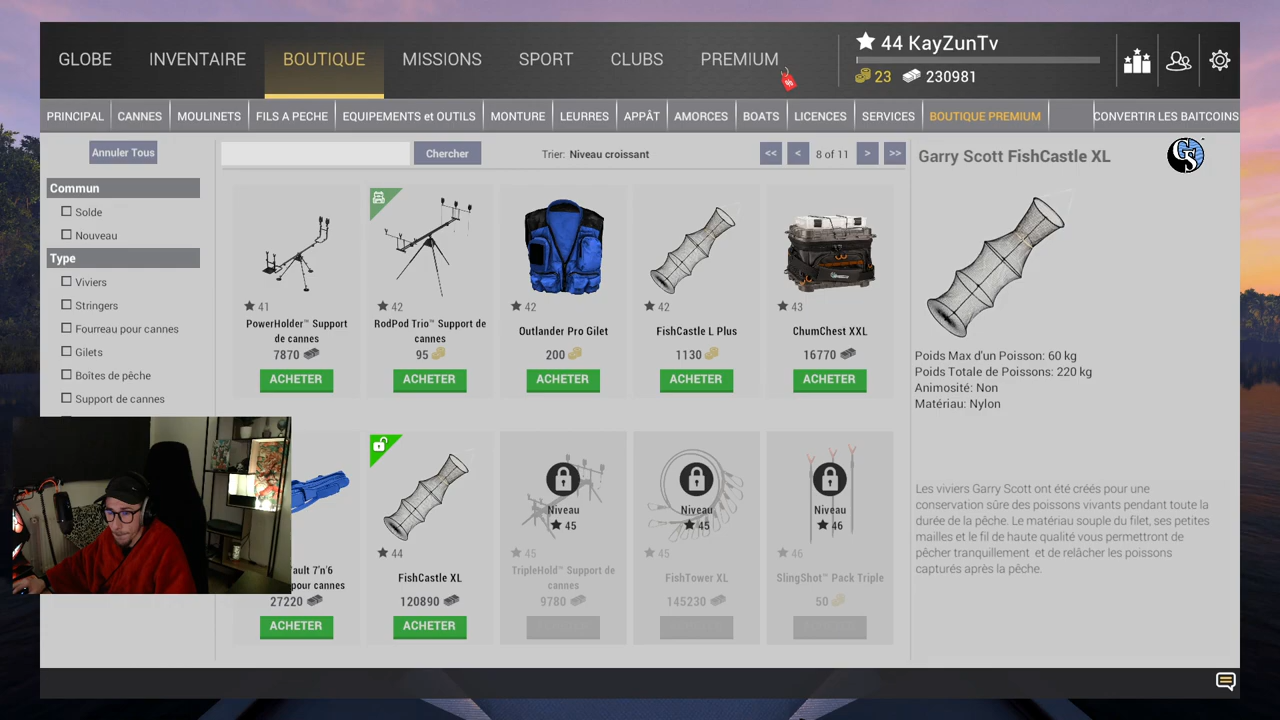 GLOBE
INVENTAIRE
BOUTIQUE
MISSIONS
SPORT
CLUBS
PREMIUM
44 KayZunTv
23
230981
PRINCIPAL
CANNES
MOULINETS
FILS A PECHE
EQUIPEMENTS et OUTILS
MONTURE
LEURRES
APPÂT
AMORCES
BOATS
LICENCES
SERVICES
BOUTIQUE PREMIUM
CONVERTIR LES BAITCOINS
Annuler Tous
Commun
Solde
Nouveau
Type
Viviers
Stringers
Fourreau pour cannes
Gilets
Boîtes de pêche
Support de cannes
Chercher
Trier: Niveau croissant
<<
<
8 of 11
>
>>
41
PowerHolder™ Support
de cannes
7870
ACHETER
42
RodPod Trio™ Support de
cannes
95
ACHETER
42
Outlander Pro Gilet
200
ACHETER
42
FishCastle L Plus
1130
ACHETER
43
ChumChest XXL
16770
ACHETER
ault 7'n'6
pour cannes
27220
ACHETER
44
FishCastle XL
120890
ACHETER
Niveau
45
45
TripleHold™ Support de
cannes
9780
Niveau
45
45
FishTower XL
145230
Niveau
46
46
SlingShot™ Pack Triple
50
Garry Scott FishCastle XL
GS
Poids Max d'un Poisson: 60 kg
Poids Totale de Poissons: 220 kg
Animosité: Non
Matériau: Nylon
Les viviers Garry Scott ont été créés pour une
conservation sûre des poissons vivants pendant toute la
durée de la pêche. Le matériau souple du filet, ses petites
mailles et le fil de haute qualité vous permettront de
pêcher tranquillement et de relâcher les poissons
capturés après la pêche.